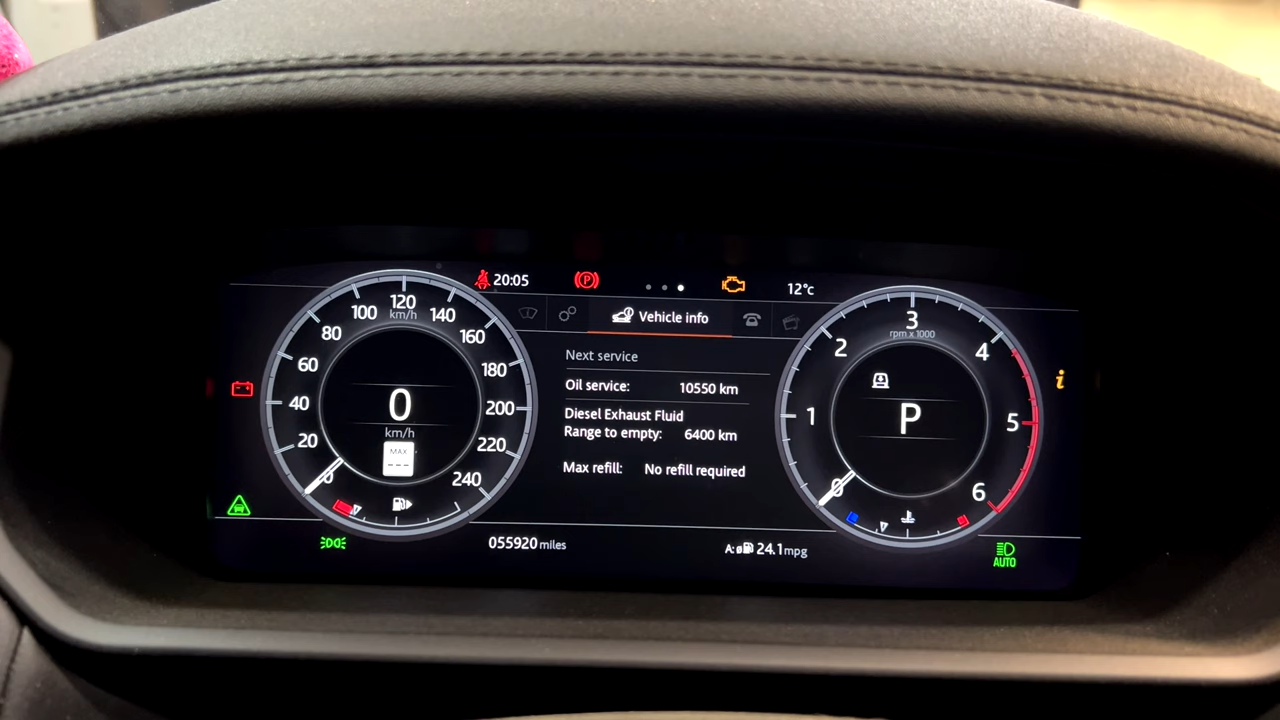 20:05
P
12°c
Vehicle info
0
20
40
60
80
100
120
km/h
140
160
180
200
220
240
0
km/h
MAX
---
Next service
Oil service: 10550 km
Diesel Exhaust Fluid
Range to empty: 6400 km
Max refill: No refill required
0
1
2
3
rpm x 1000
4
5
6
P
i
055920 miles
A:ø 24.1mpg
AUTO